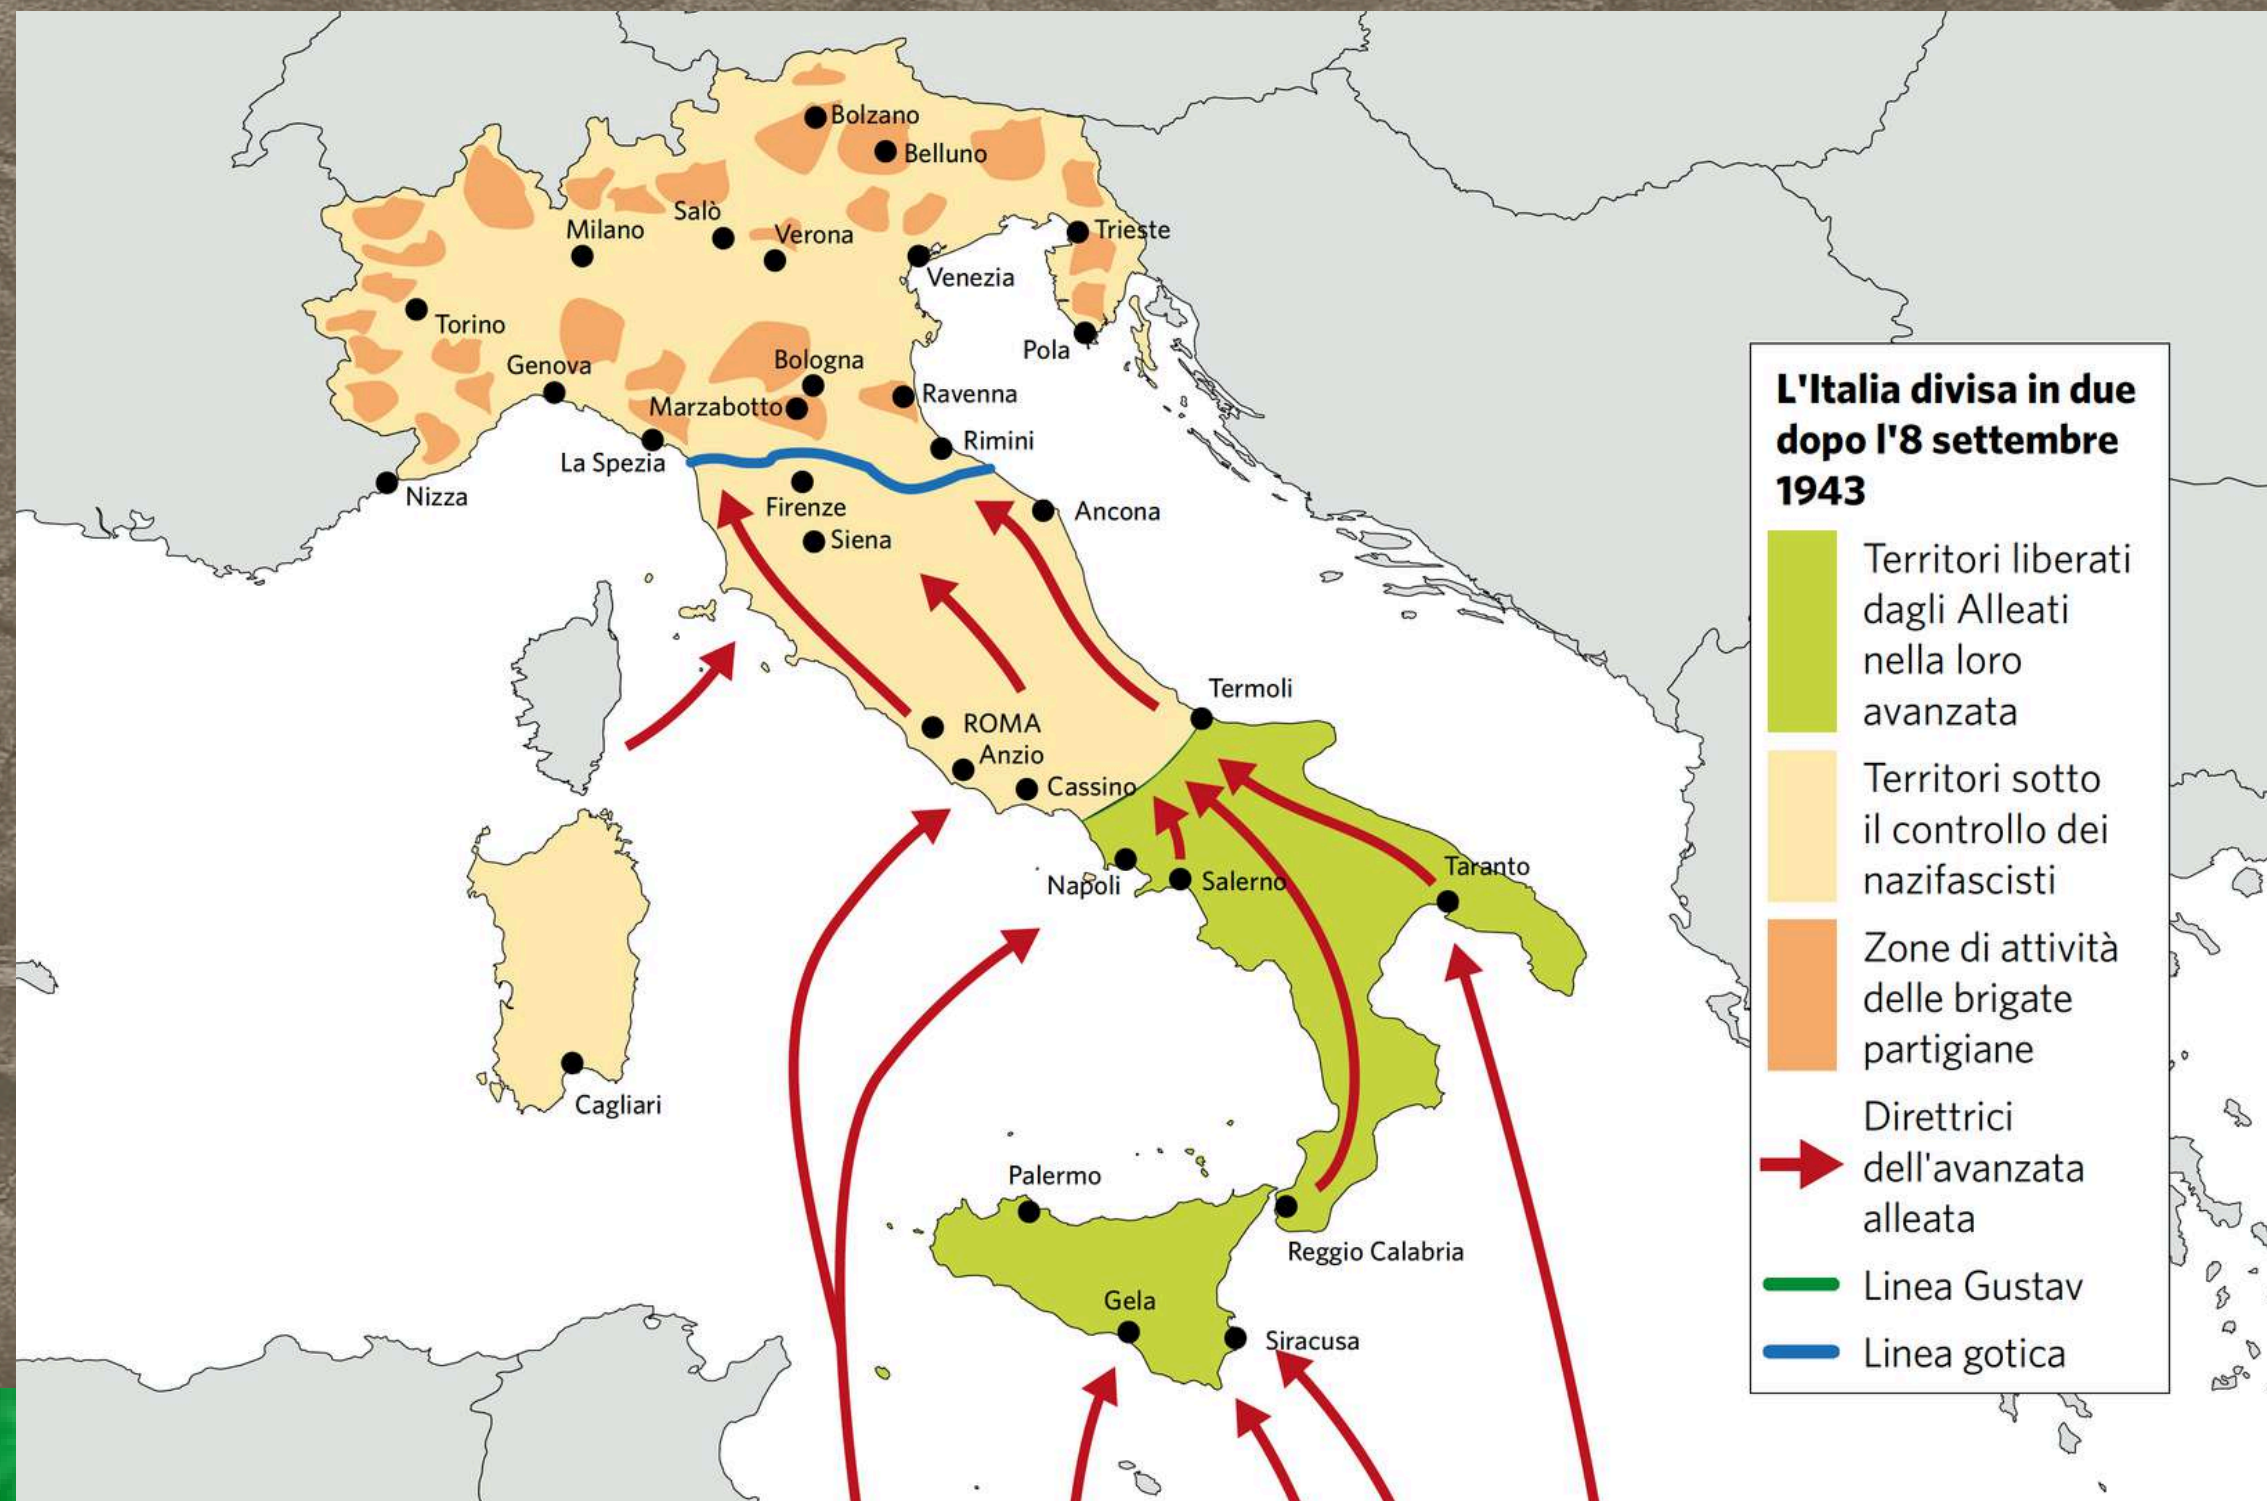 Bolzano
Belluno
Salò
Milano
Verona
Trieste
Venezia
Torino
Pola
Genova
Bologna
Ravenna
Marzabotto
Rimini
La Spezia
Nizza
Firenze
Ancona
Siena
Termoli
ROMA
Anzio
Cassino
Napoli
Salerno
Taranto
Cagliari
Palermo
Reggio Calabria
Gela
Siracusa
L'Italia divisa in due
dopo l'8 settembre
1943
Territori liberati
dagli Alleati
nella loro
avanzata
Territori sotto
il controllo dei
nazifascisti
Zone di attività
delle brigate
partigiane
Direttrici
dell'avanzata
alleata
Linea Gustav
Linea gotica